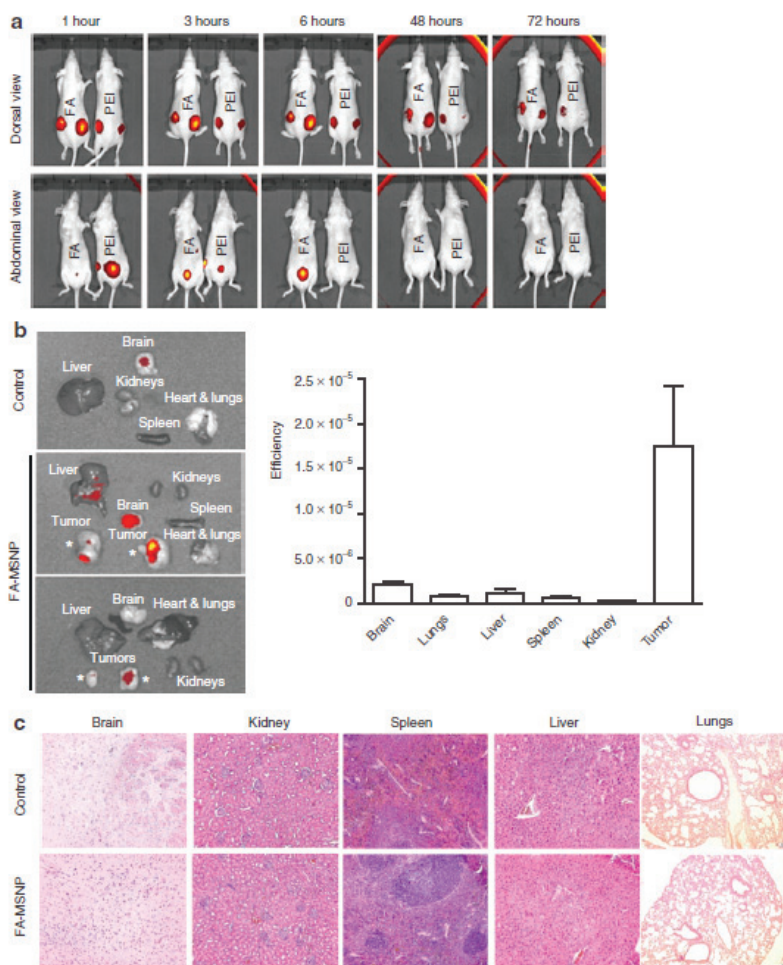 a
1 hour 3 hours 6 hours 48 hours 72 hours
Dorsal view
FA PEI FA PEI FA PEI FA PEI FA PEI
Abdominal view
FA PEI FA PEI FA PEI FA PEI FA PEI
b
Control
Brain
Liver
Kidneys
Heart & lungs
Spleen
FA-MSNP
Liver
Kidneys
Brain
Spleen
Tumor Tumor Heart & lungs
* *
Brain Heart & lungs
Liver
Tumors
* *
Kidneys
Efficiency
2.5 × 10⁻⁵
2.0 × 10⁻⁵
1.5 × 10⁻⁵
1.0 × 10⁻⁵
5.0 × 10⁻⁶
0
Brain Lungs Liver Spleen Kidney Tumor
c
Brain Kidney Spleen Liver Lungs
Control
FA-MSNP